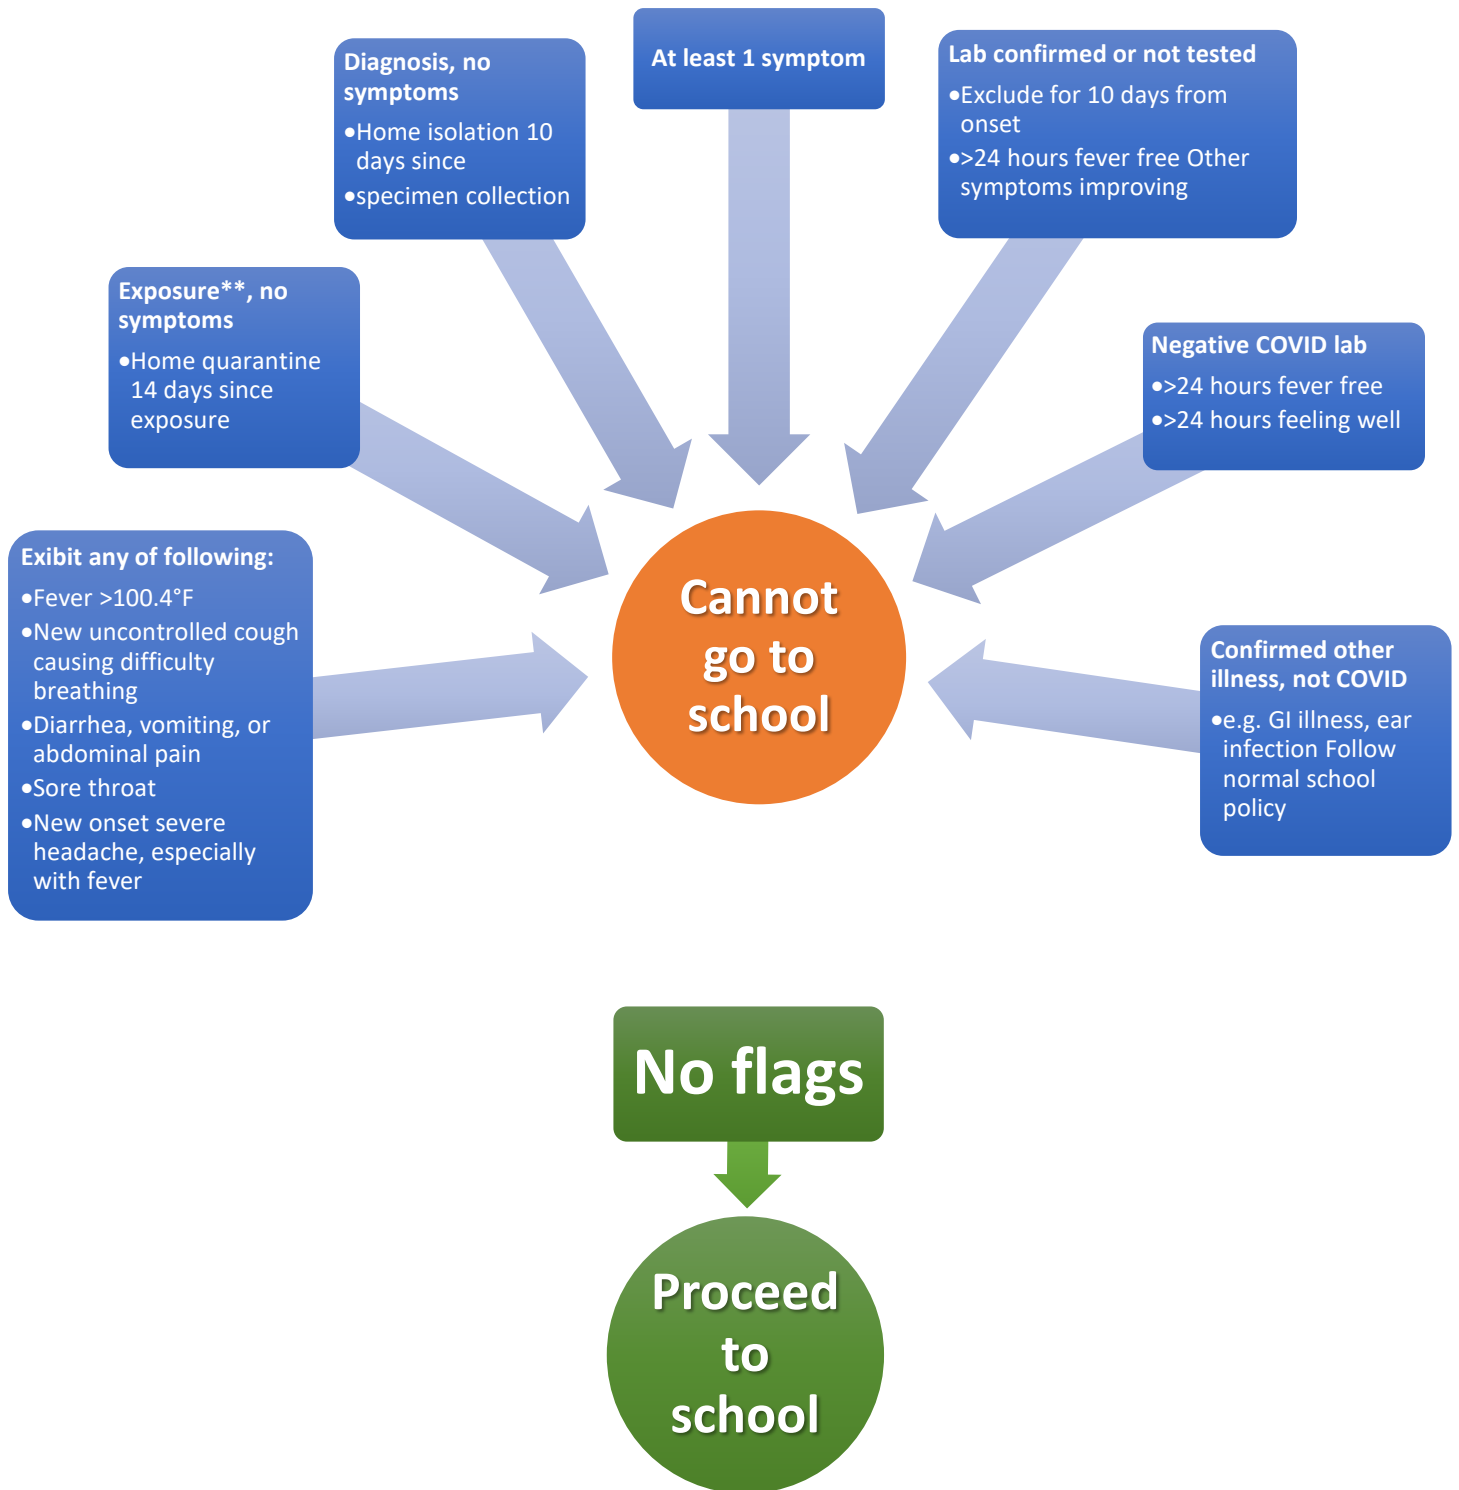 At least 1 symptom
Diagnosis, no
symptoms
•Home isolation 10
days since
•specimen collection
Lab confirmed or not tested
•Exclude for 10 days from
onset
•>24 hours fever free Other
symptoms improving
Exposure**, no
symptoms
•Home quarantine
14 days since
exposure
Negative COVID lab
•>24 hours fever free
•>24 hours feeling well
Exibit any of following:
•Fever >100.4°F
•New uncontrolled cough
causing difficulty
breathing
•Diarrhea, vomiting, or
abdominal pain
•Sore throat
•New onset severe
headache, especially
with fever
Cannot
go to
school
Confirmed other
illness, not COVID
•e.g. GI illness, ear
infection Follow
normal school
policy
No flags
Proceed
to
school